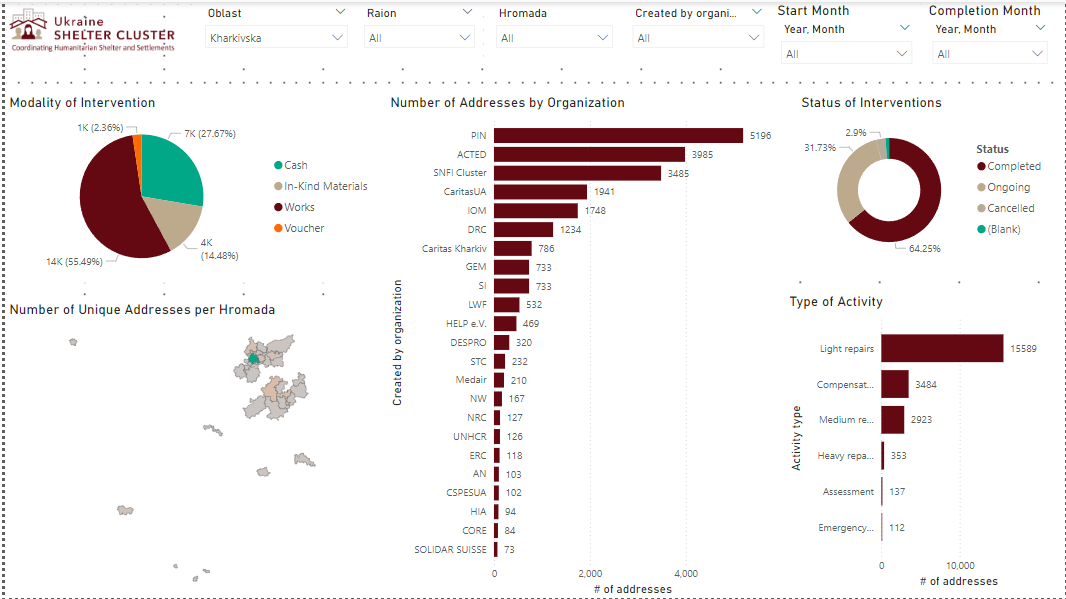 Ukraine
SHELTER CLUSTER
Coordinating Humanitarian Shelter and Settlements
Oblast
Kharkivska
Raion
All
Hromada
All
Created by organi...
All
Start Month
Year, Month
All
Completion Month
Year, Month
All
Modality of Intervention
1K (2.36%)
7K (27.67%)
4K
(14.48%)
14K (55.49%)
Cash
In-Kind Materials
Works
Voucher
Number of Unique Addresses per Hromada
Number of Addresses by Organization
Created by organization
PIN 5196
ACTED 3985
SNFI Cluster 3485
CaritasUA 1941
IOM 1748
DRC 1234
Caritas Kharkiv 786
GEM 733
SI 733
LWF 532
HELP e.V. 469
DESPRO 320
STC 232
Medair 210
NW 167
NRC 127
UNHCR 126
ERC 118
AN 103
CSPESUA 102
HIA 94
CORE 84
SOLIDAR SUISSE 73
0 2,000 4,000
# of addresses
Status of Interventions
2.9%
31.73%
64.25%
Status
Completed
Ongoing
Cancelled
(Blank)
Type of Activity
Activity type
Light repairs 15589
Compensat... 3484
Medium re... 2923
Heavy repa... 353
Assessment 137
Emergency... 112
0 10,000
# of addresses